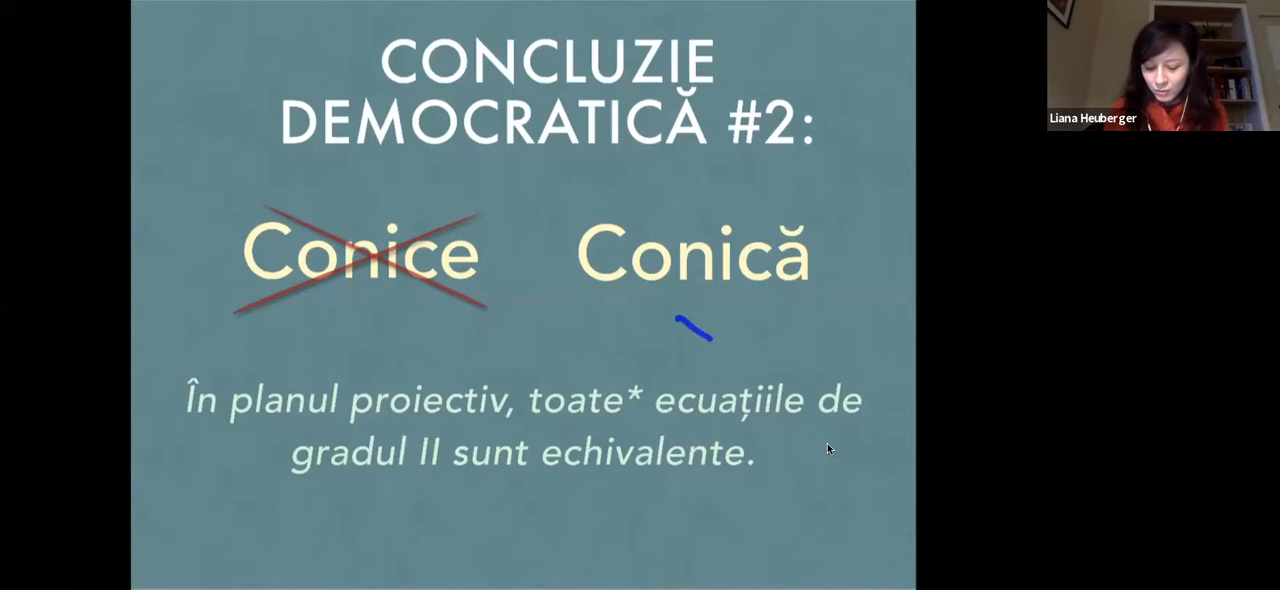 CONCLUZIE
DEMOCRATICĂ #2:
Conice Conică
În planul proiectiv, toate* ecuațiile de
gradul II sunt echivalente.
Liana Heuberger